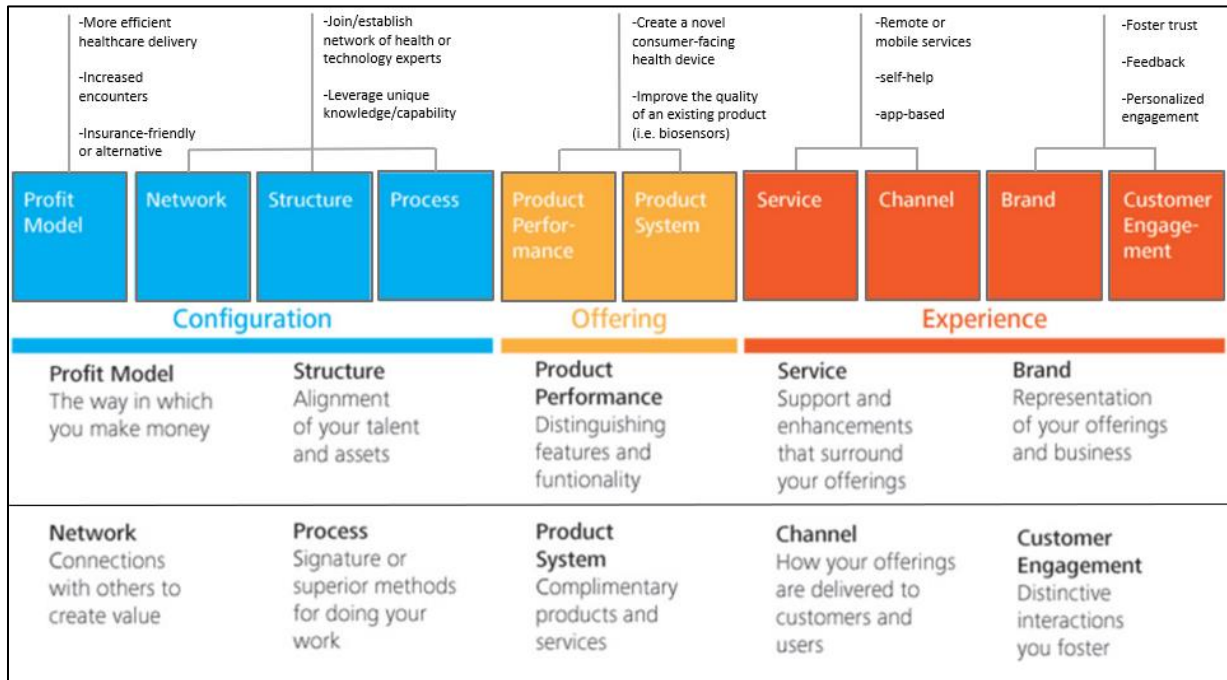 -More efficient
healthcare delivery
-Increased
encounters
-Insurance-friendly
or alternative
-Join/establish
network of health or
technology experts
-Leverage unique
knowledge/capability
-Create a novel
consumer-facing
health device
-Improve the quality
of an existing product
(i.e. biosensors)
-Remote or
mobile services
-self-help
-app-based
-Foster trust
-Feedback
-Personalized
engagement
Profit
Model
Network
Structure
Process
Product
Perfor-
mance
Product
System
Service
Channel
Brand
Customer
Engage-
ment
Configuration
Offering
Experience
Profit Model
The way in which
you make money
Structure
Alignment
of your talent
and assets
Product
Performance
Distinguishing
features and
funtionality
Service
Support and
enhancements
that surround
your offerings
Brand
Representation
of your offerings
and business
Network
Connections
with others to
create value
Process
Signature or
superior methods
for doing your
work
Product
System
Complimentary
products and
services
Channel
How your offerings
are delivered to
customers and
users
Customer
Engagement
Distinctive
interactions
you foster